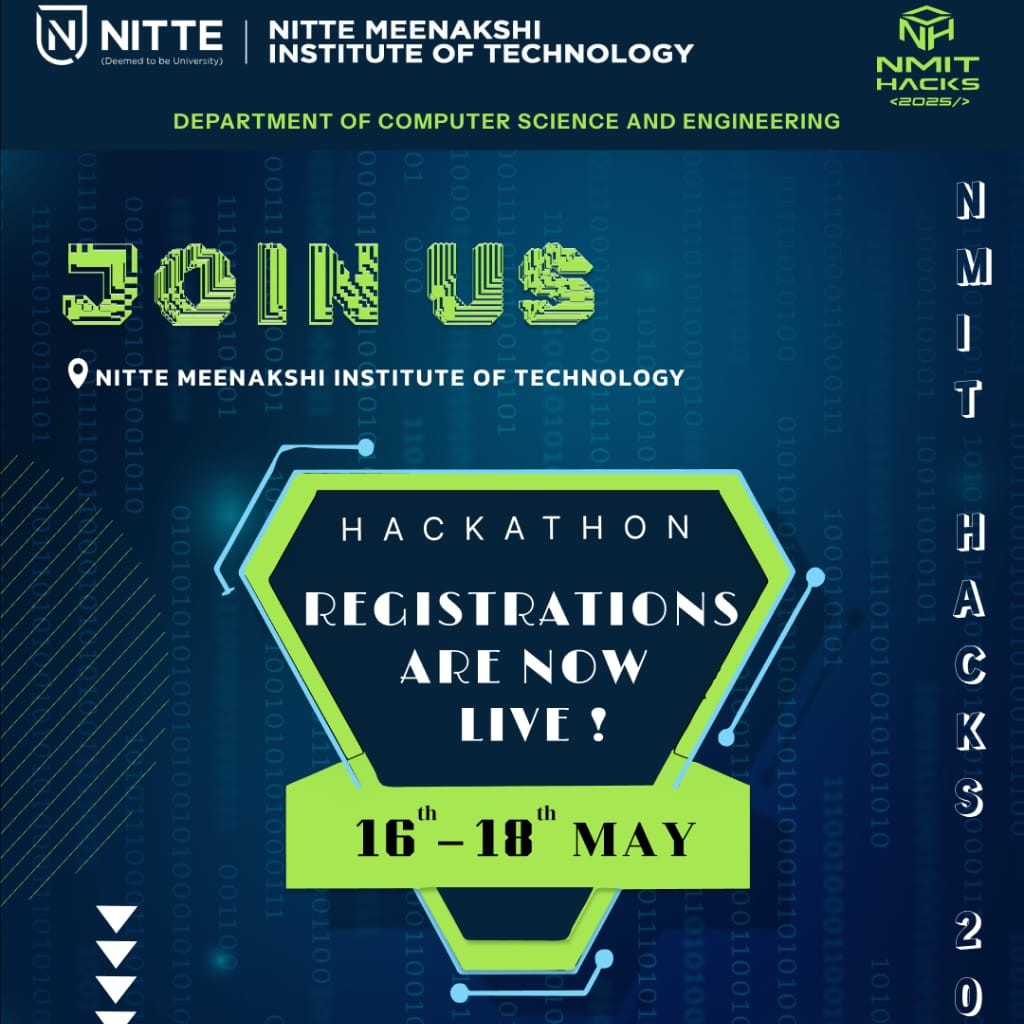 NITTE
(Deemed to be University)
NITTE MEENAKSHI
INSTITUTE OF TECHNOLOGY
NMIT
HACKS
<2025/>
DEPARTMENT OF COMPUTER SCIENCE AND ENGINEERING
JOIN US
NITTE MEENAKSHI INSTITUTE OF TECHNOLOGY
HACKATHON
REGISTRATIONS
ARE NOW
LIVE !
16th – 18th MAY
NMIT HACKS 20